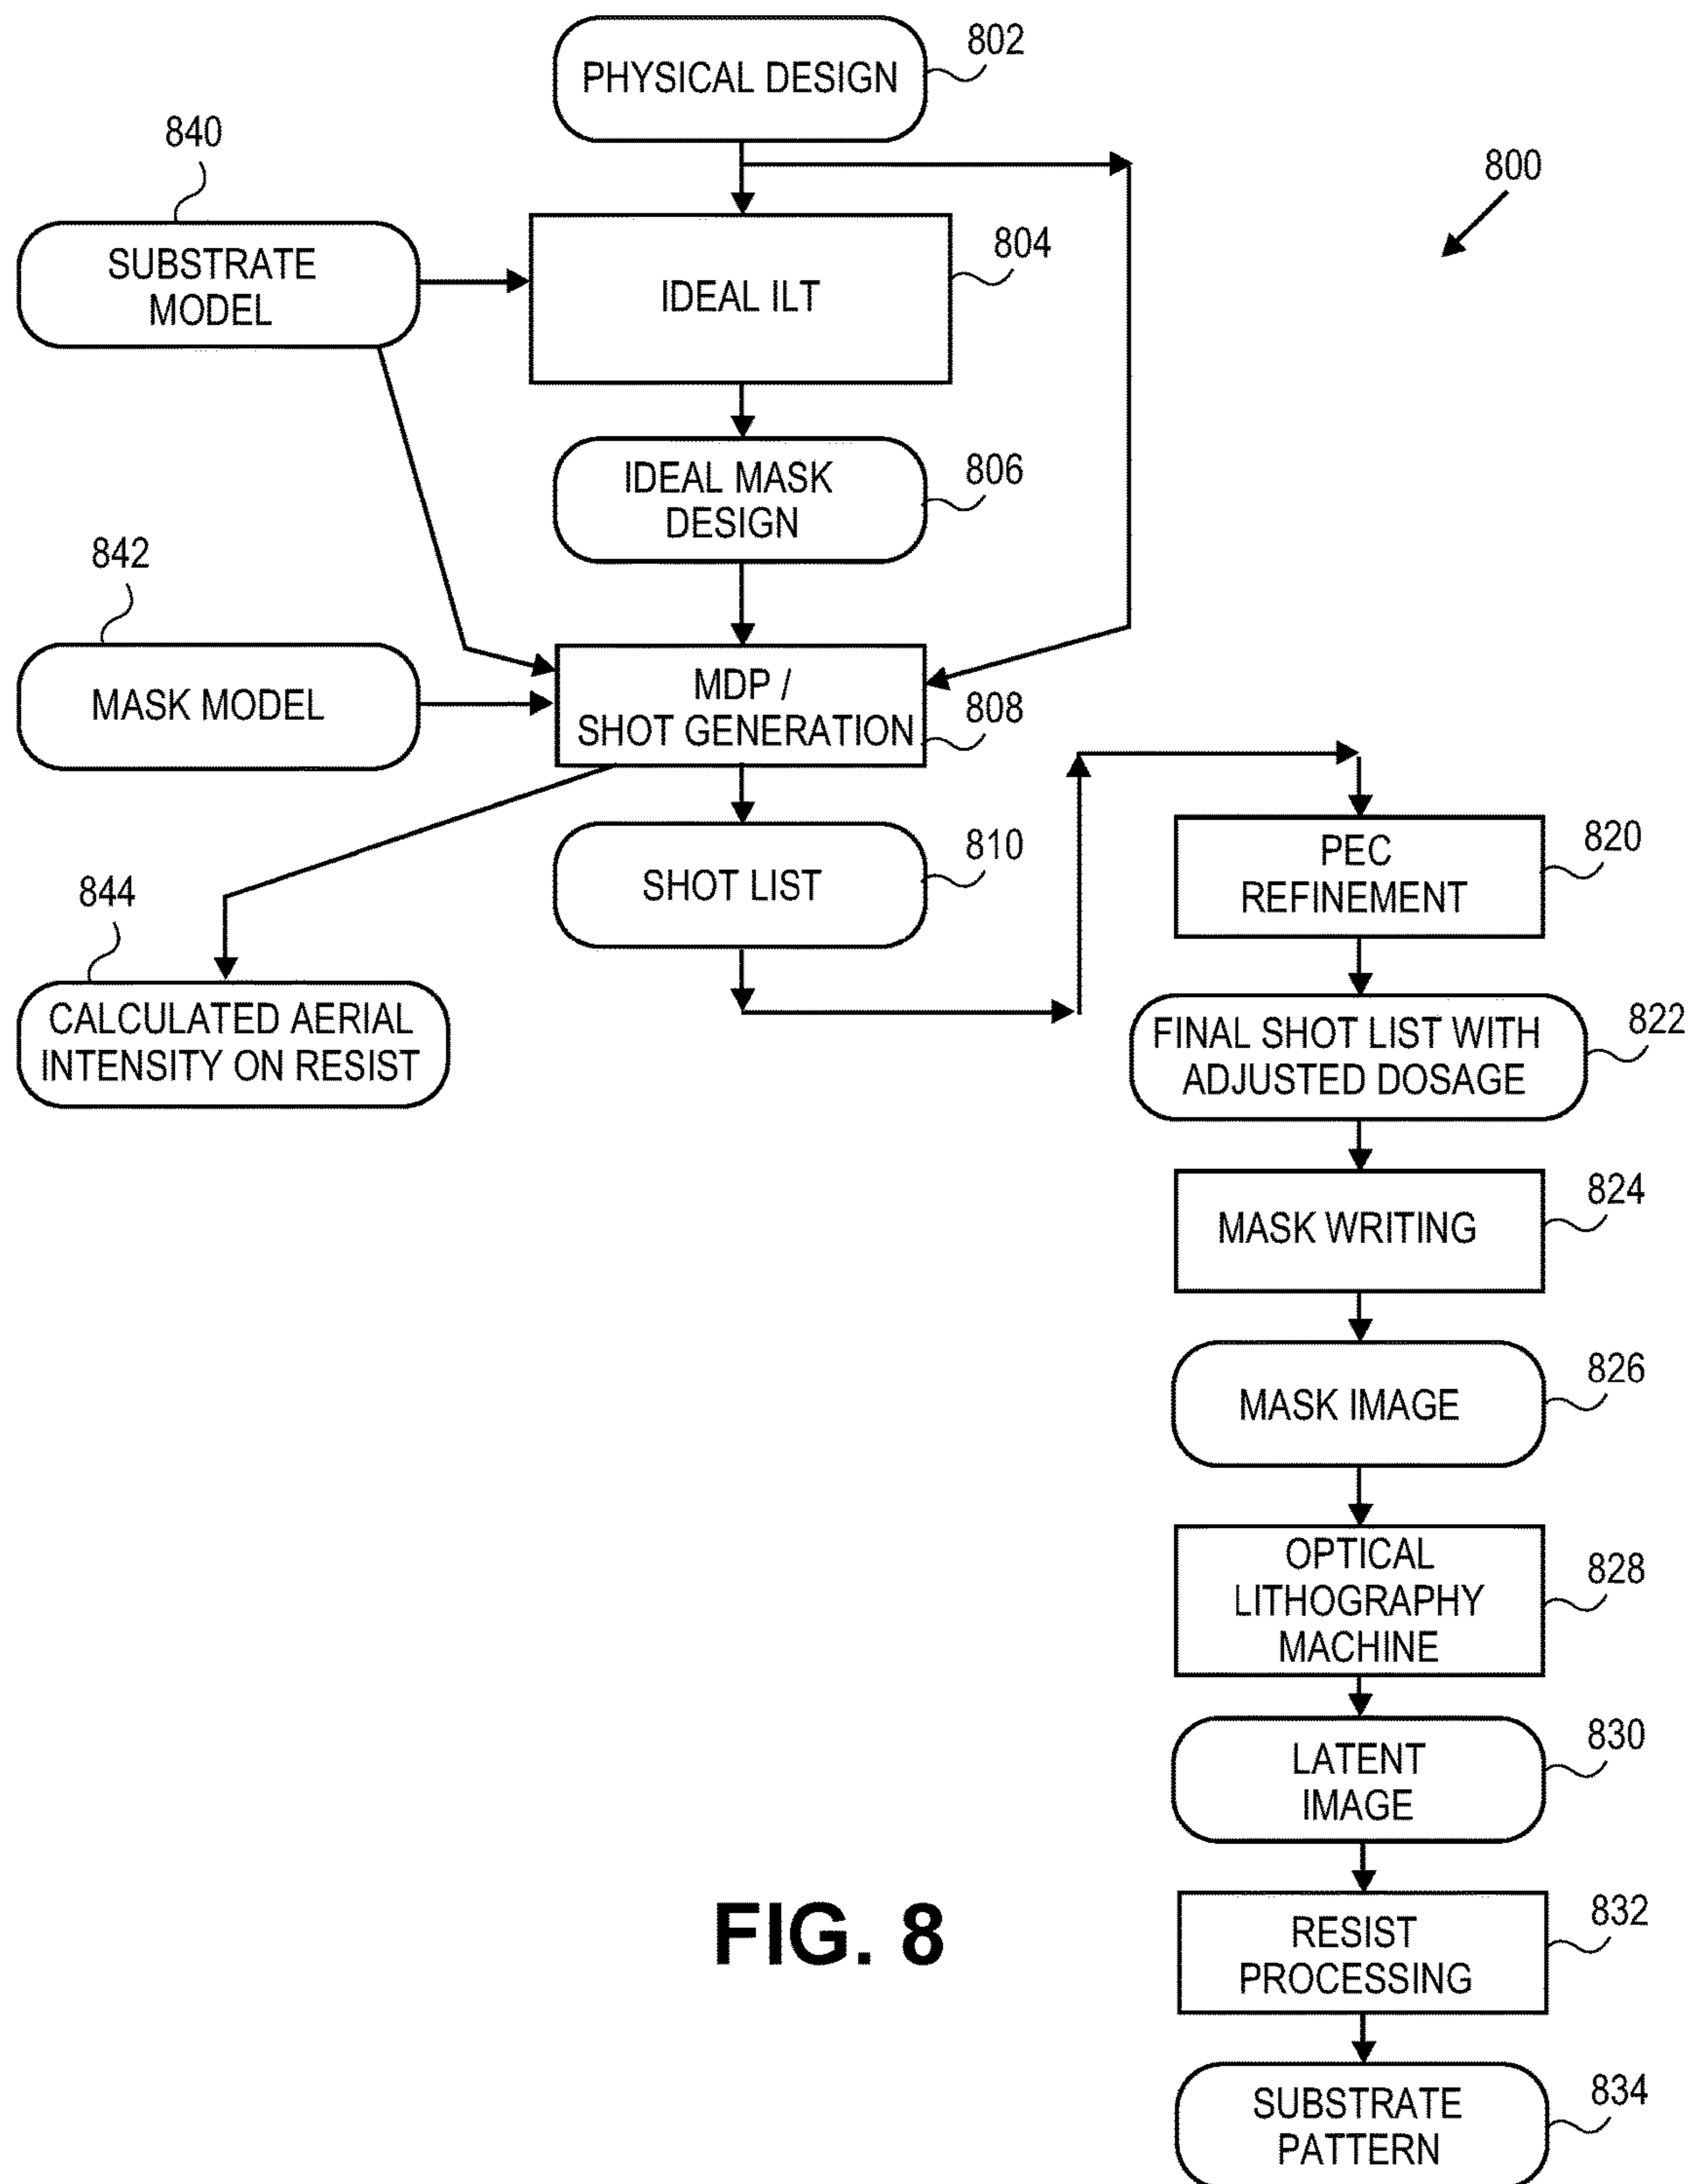 802
PHYSICAL DESIGN
840
800
SUBSTRATE
MODEL
804
IDEAL ILT
806
IDEAL MASK
DESIGN
842
MASK MODEL
MDP /
SHOT GENERATION
808
810
SHOT LIST
844
CALCULATED AERIAL
INTENSITY ON RESIST
820
PEC
REFINEMENT
822
FINAL SHOT LIST WITH
ADJUSTED DOSAGE
824
MASK WRITING
826
MASK IMAGE
828
OPTICAL
LITHOGRAPHY
MACHINE
830
LATENT
IMAGE
832
RESIST
PROCESSING
834
SUBSTRATE
PATTERN
FIG. 8